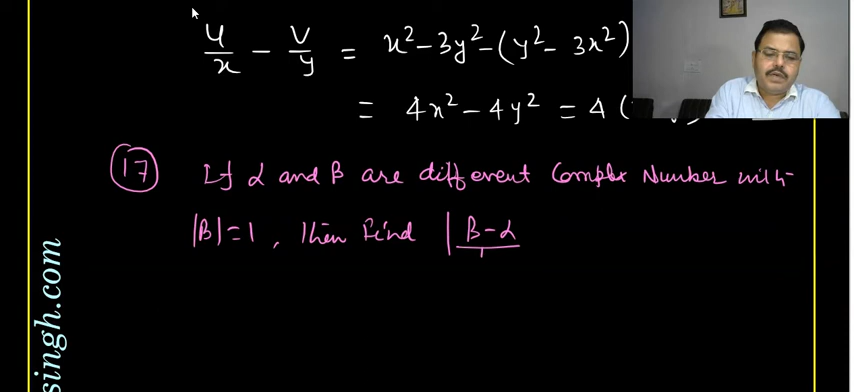 u/x - v/y = x² - 3y² - (y² - 3x²)
= 4x² - 4y² = 4(
(17) If α and β are different Complex Number with
|β| = 1, then Find |β - α
singh.com